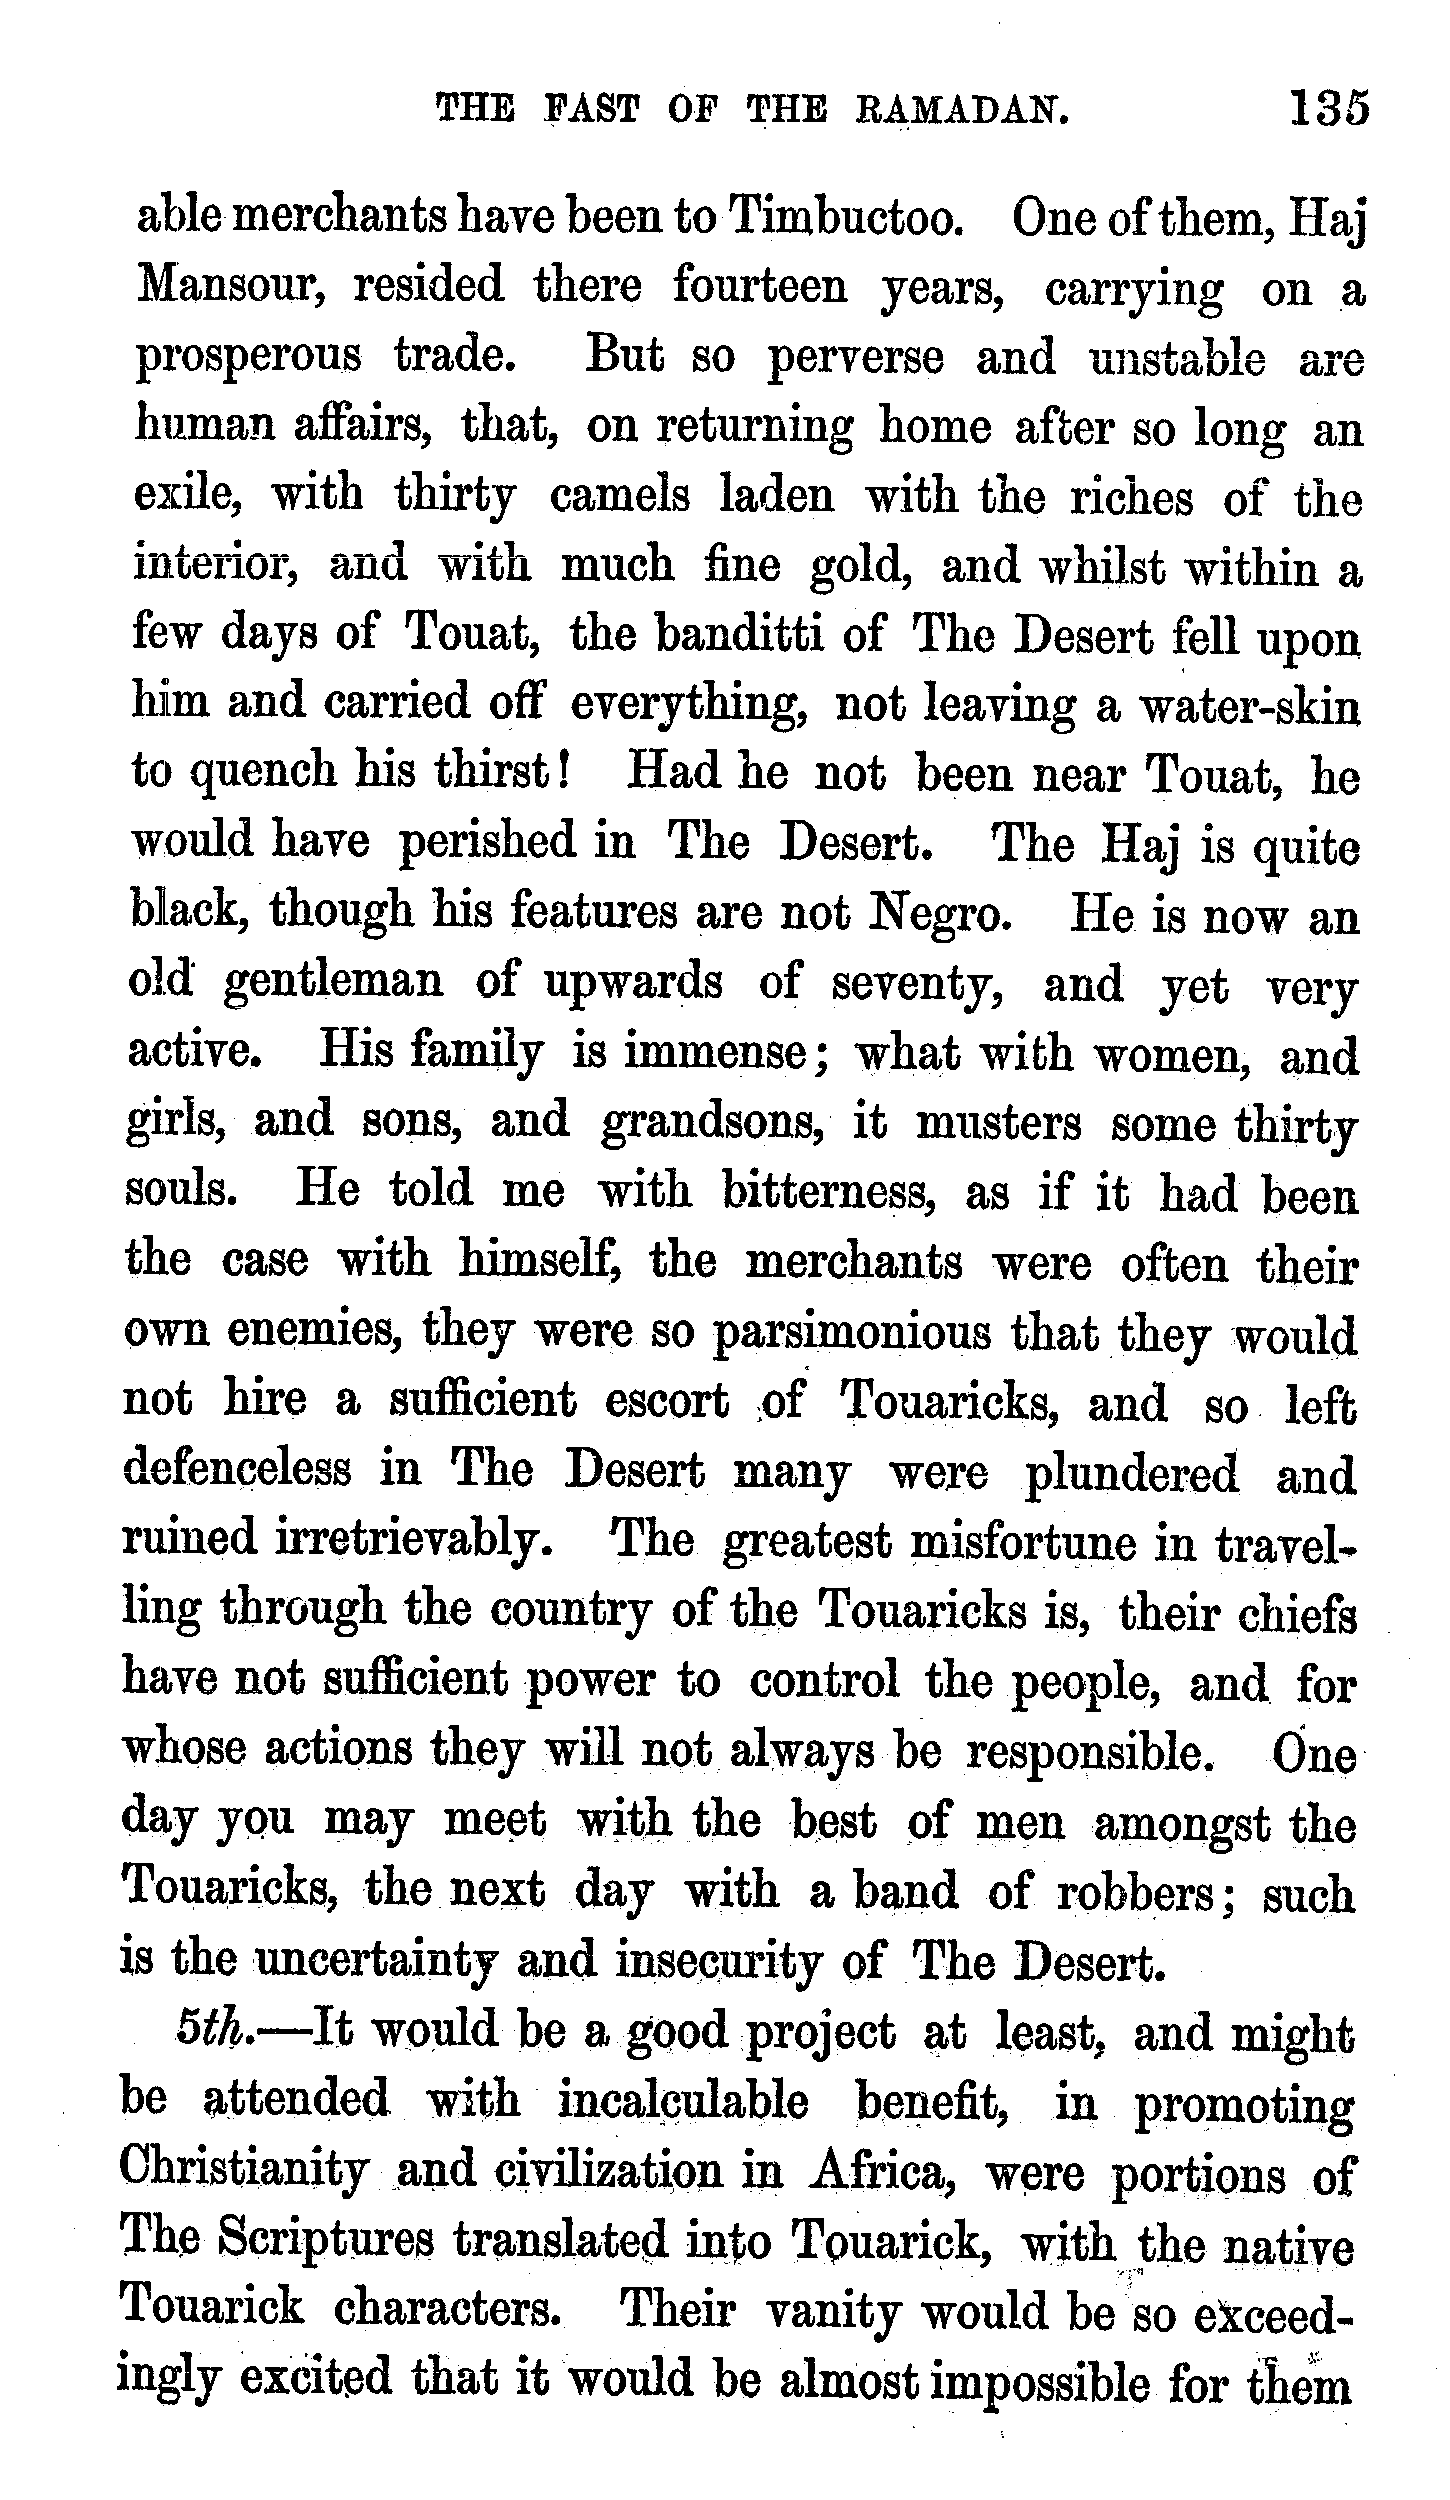 THE FAST OF THE RAMADAN. 135
able merchants have been to Timbuctoo. One of them, Haj
Mansour, resided there fourteen years, carrying on a
prosperous trade. But so perverse and unstable are
human affairs, that, on returning home after so long an
exile, with thirty camels laden with the riches of the
interior, and with much fine gold, and whilst within a
few days of Touat, the banditti of The Desert fell upon
him and carried off everything, not leaving a water-skin
to quench his thirst! Had he not been near Touat, he
would have perished in The Desert. The Haj is quite
black, though his features are not Negro. He is now an
old gentleman of upwards of seventy, and yet very
active. His family is immense; what with women, and
girls, and sons, and grandsons, it musters some thirty
souls. He told me with bitterness, as if it had been
the case with himself, the merchants were often their
own enemies, they were so parsimonious that they would
not hire a sufficient escort of Touaricks, and so left
defenceless in The Desert many were plundered and
ruined irretrievably. The greatest misfortune in travel-
ling through the country of the Touaricks is, their chiefs
have not sufficient power to control the people, and for
whose actions they will not always be responsible. One
day you may meet with the best of men amongst the
Touaricks, the next day with a band of robbers; such
is the uncertainty and insecurity of The Desert.
5th.—It would be a good project at least, and might
be attended with incalculable benefit, in promoting
Christianity and civilization in Africa, were portions of
The Scriptures translated into Touarick, with the native
Touarick characters. Their vanity would be so exceed-
ingly excited that it would be almost impossible for them